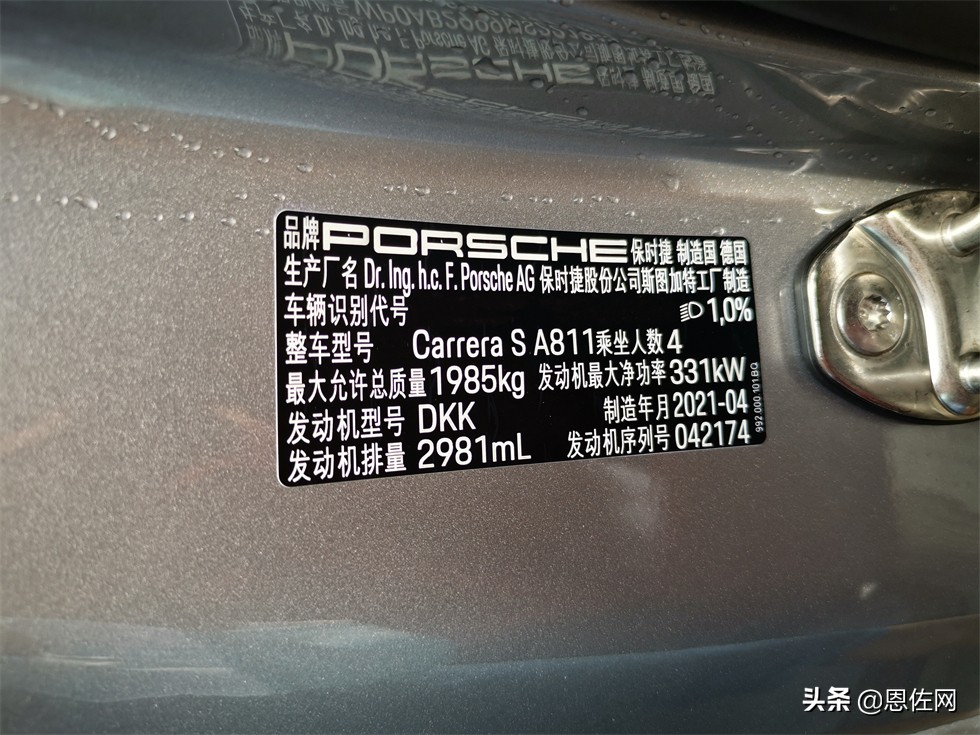 品牌 PORSCHE 保时捷 制造国 德国
生产厂名 Dr. Ing. h.c. F. Porsche AG 保时捷股份公司斯图加特工厂制造
车辆识别代号 1,0%
整车型号 Carrera S A811 乘坐人数 4
最大允许总质量 1985kg 发动机最大净功率 331kW
发动机型号 DKK 制造年月 2021-04
发动机排量 2981mL 发动机序列号 042174
992.000.101.BQ
头条 @恩佐网